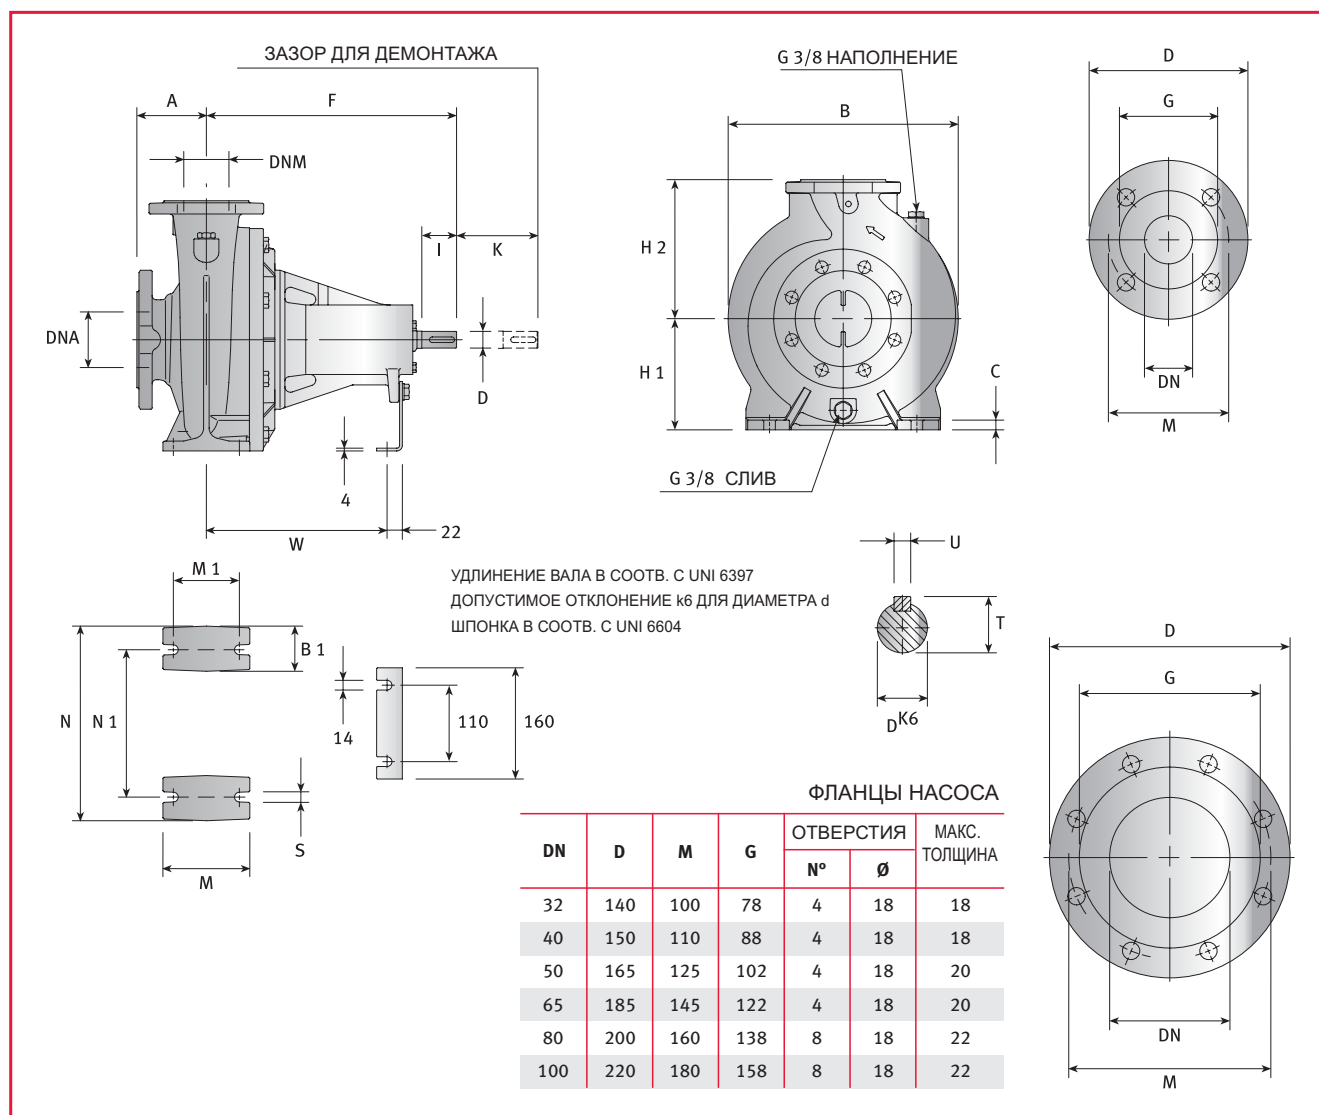 ЗАЗОР ДЛЯ ДЕМОНТАЖА
A
F
DNM
I
K
DNA
D
4
W
22
G 3/8 НАПОЛНЕНИЕ
B
H 2
H 1
C
G 3/8 СЛИВ
D
G
DN
M
УДЛИНЕНИЕ ВАЛА В СООТВ. С UNI 6397
ДОПУСТИМОЕ ОТКЛОНЕНИЕ k6 ДЛЯ ДИАМЕТРА d
ШПОНКА В СООТВ. С UNI 6604
M 1
B 1
N
N 1
S
M
14
110
160
U
T
D K6
D
G
DN
M
ФЛАНЦЫ НАСОСА
DN D M G ОТВЕРСТИЯ МАКС. ТОЛЩИНА
Nº Ø
32 140 100 78 4 18 18
40 150 110 88 4 18 18
50 165 125 102 4 18 20
65 185 145 122 4 18 20
80 200 160 138 8 18 22
100 220 180 158 8 18 22